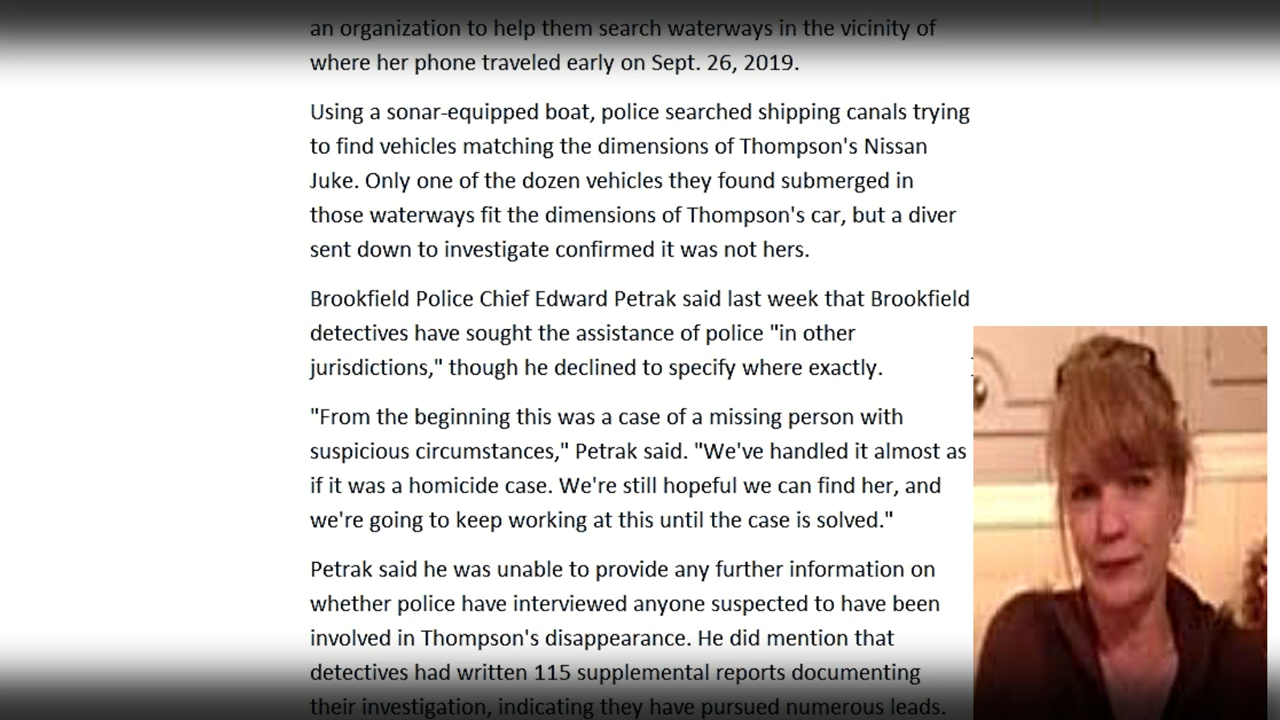 an organization to help them search waterways in the vicinity of
where her phone traveled early on Sept. 26, 2019.
Using a sonar-equipped boat, police searched shipping canals trying
to find vehicles matching the dimensions of Thompson's Nissan
Juke. Only one of the dozen vehicles they found submerged in
those waterways fit the dimensions of Thompson's car, but a diver
sent down to investigate confirmed it was not hers.
Brookfield Police Chief Edward Petrak said last week that Brookfield
detectives have sought the assistance of police "in other
jurisdictions," though he declined to specify where exactly.
"From the beginning this was a case of a missing person with
suspicious circumstances," Petrak said. "We've handled it almost as
if it was a homicide case. We're still hopeful we can find her, and
we're going to keep working at this until the case is solved."
Petrak said he was unable to provide any further information on
whether police have interviewed anyone suspected to have been
involved in Thompson's disappearance. He did mention that
detectives had written 115 supplemental reports documenting
their investigation, indicating they have pursued numerous leads.